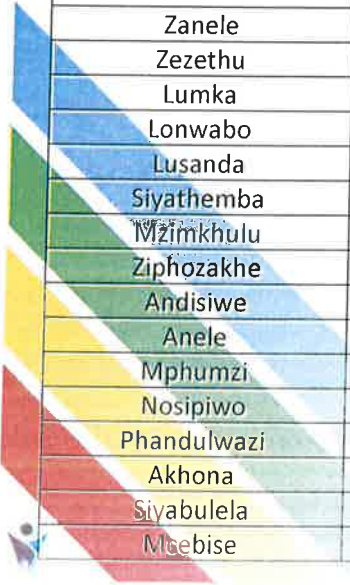 Zanele
Zezethu
Lumka
Lonwabo
Lusanda
Siyathemba
Mzimkhulu
Ziphozakhe
Andisiwe
Anele
Mphumzi
Nosipiwo
Phandulwazi
Akhona
Siyabulela
Mcebise